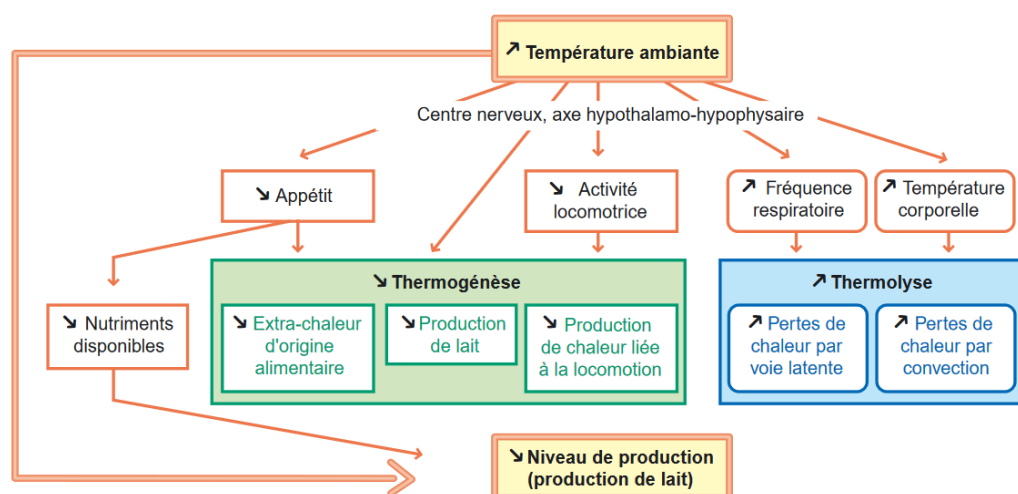 ↗ Température ambiante
Centre nerveux, axe hypothalamo-hypophysaire
↘ Appétit
↘ Activité
locomotrice
↗ Fréquence
respiratoire
↗ Température
corporelle
↘ Thermogénèse
↗ Thermolyse
↘ Nutriments
disponibles
↘ Extra-chaleur
d'origine
alimentaire
↘ Production
de lait
↘ Production
de chaleur liée
à la locomotion
↗ Pertes de
chaleur par
voie latente
↗ Pertes de
chaleur par
convection
↘ Niveau de production
(production de lait)